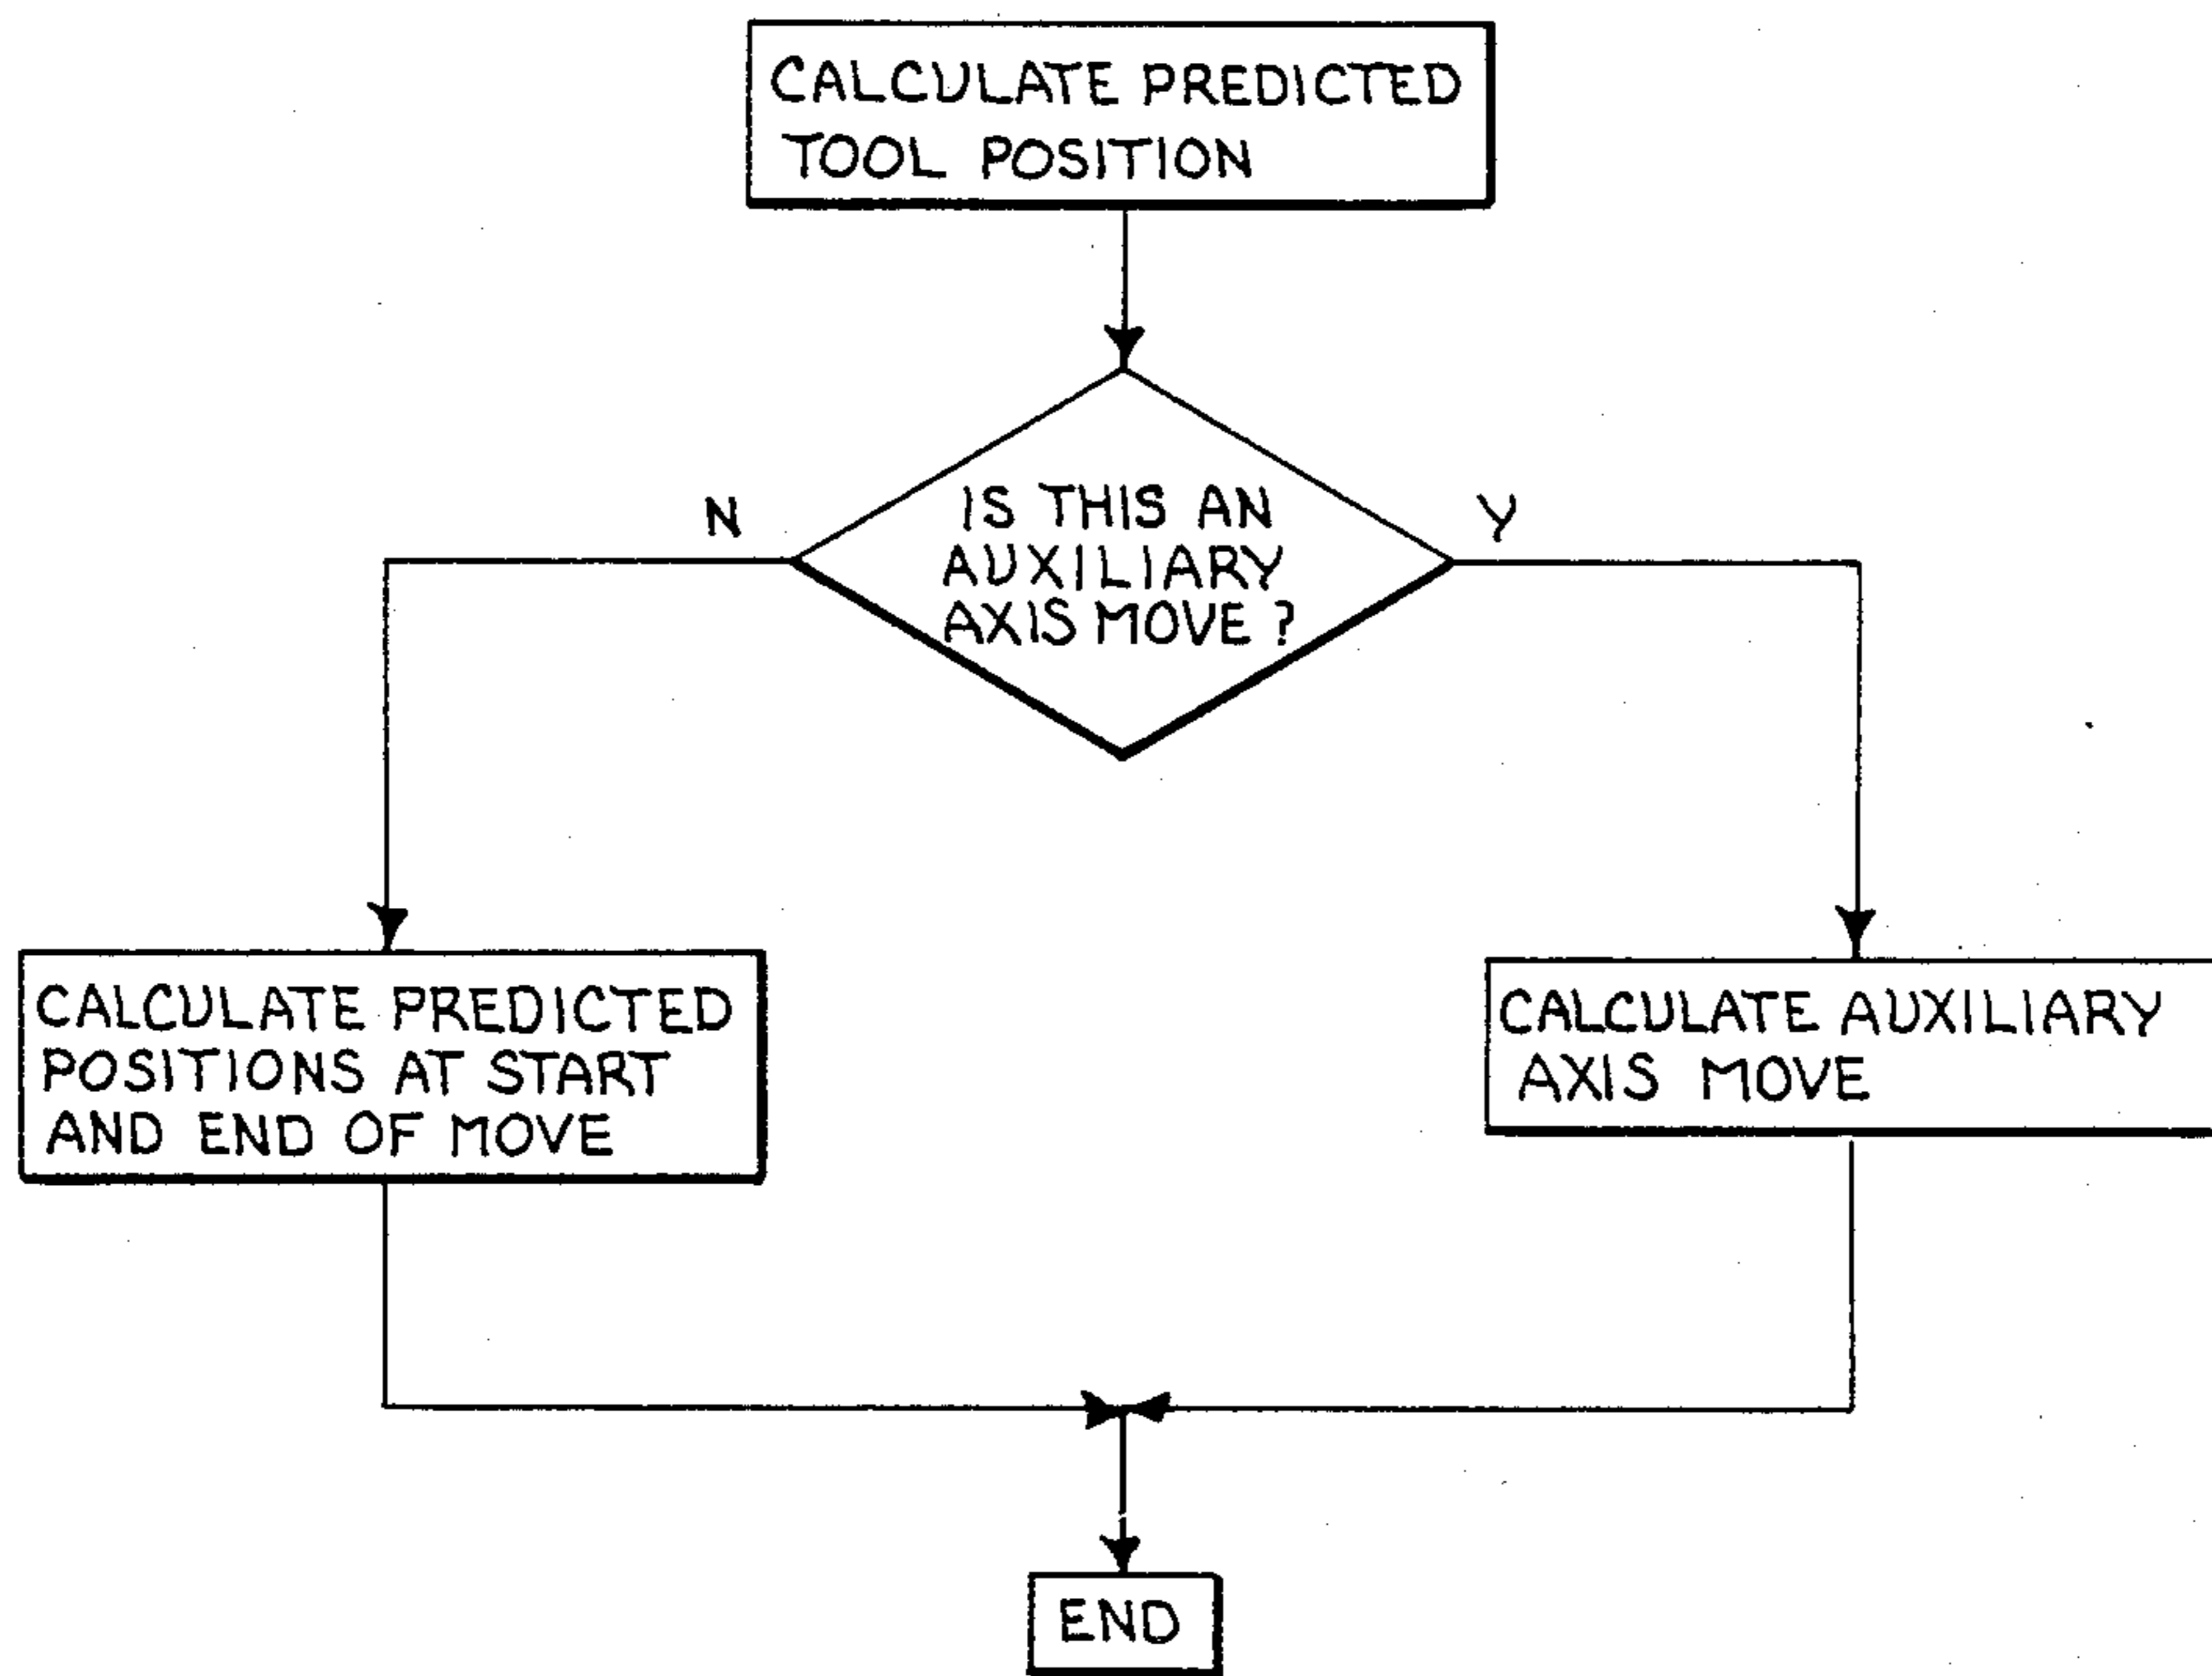 CALCULATE PREDICTED
TOOL POSITION
N
IS THIS AN
AUXILIARY
AXIS MOVE ?
Y
CALCULATE PREDICTED
POSITIONS AT START
AND END OF MOVE
CALCULATE AUXILIARY
AXIS MOVE
END